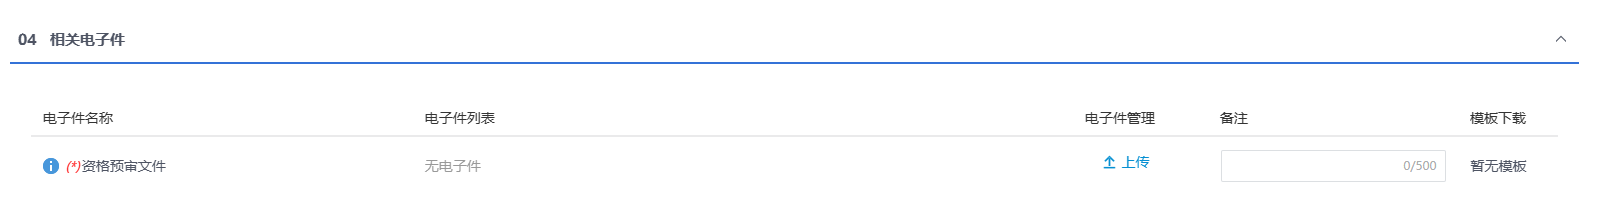 04 相关电子件
电子件名称 电子件列表 电子件管理 备注 模板下载
(*)资格预审文件 无电子件 上传 0/500 暂无模板